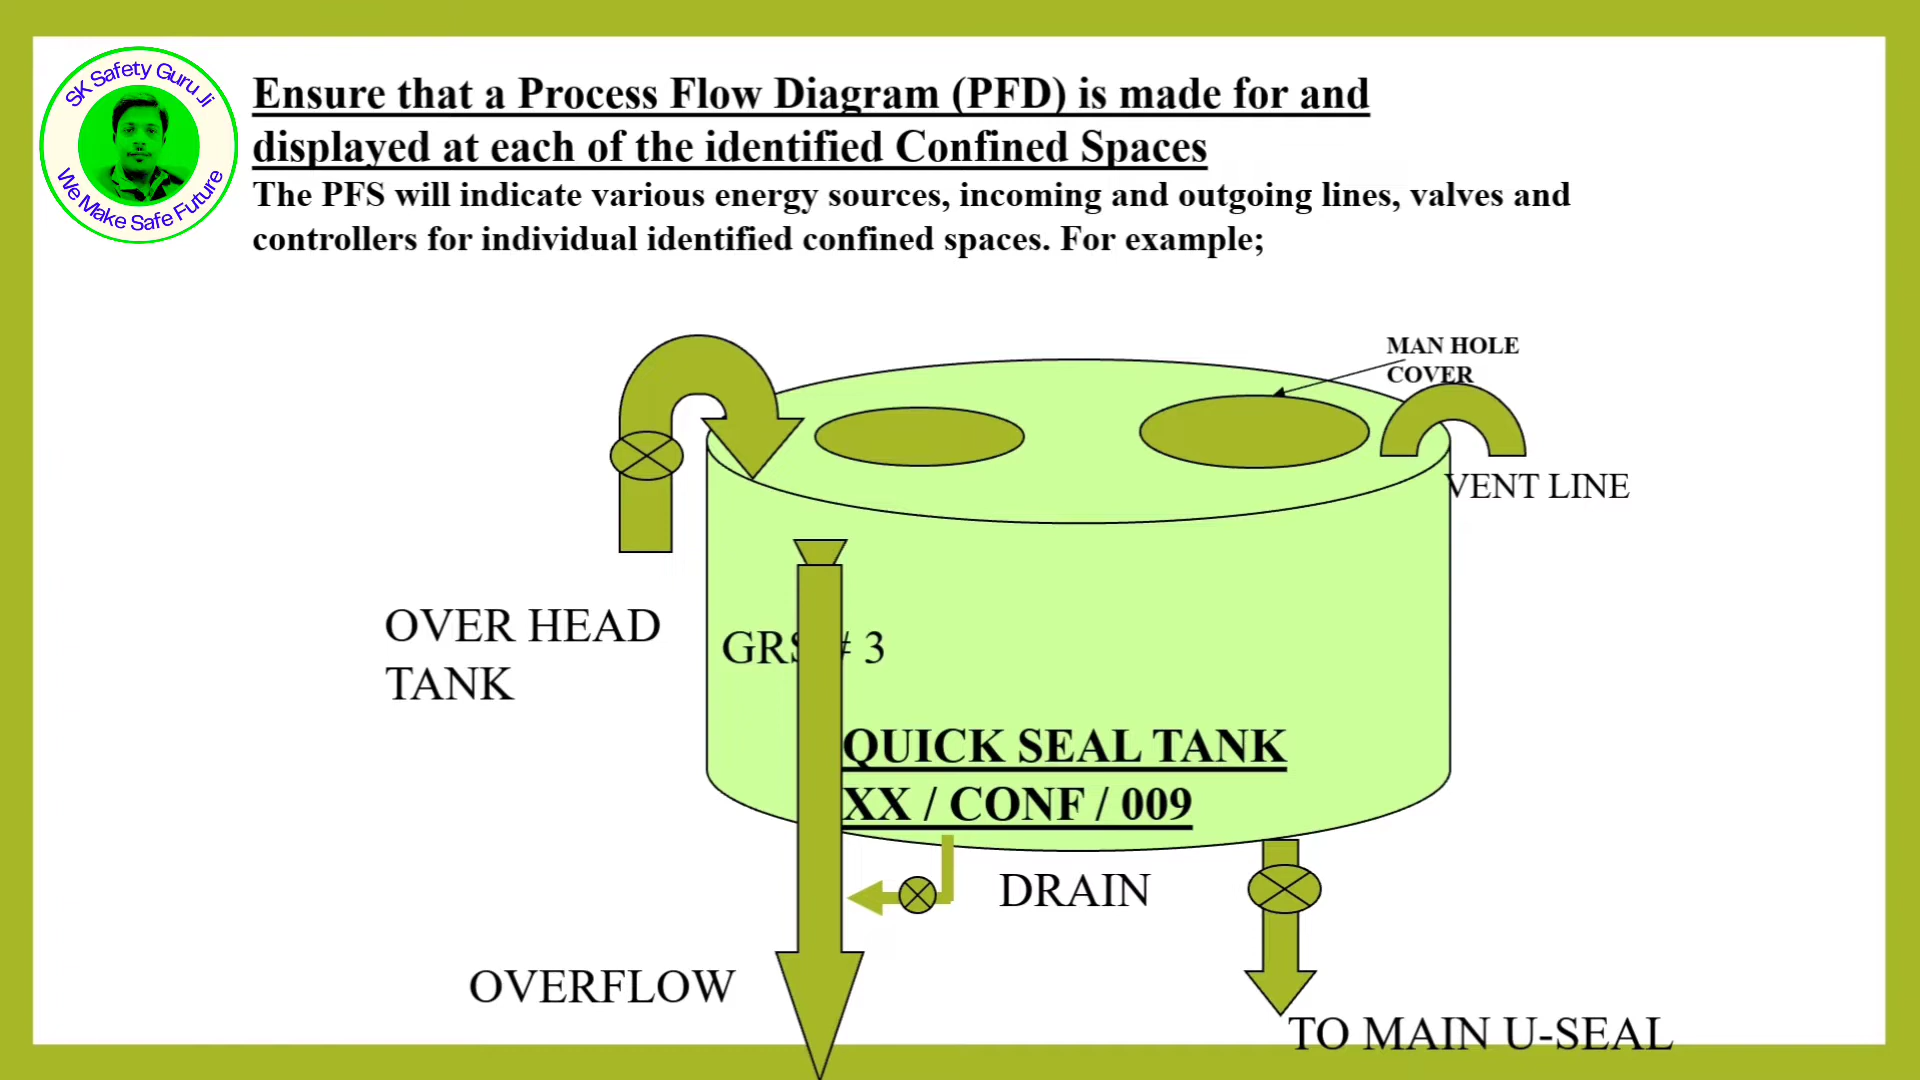 SK Safety Guru Ji
We Make Safe Future
Ensure that a Process Flow Diagram (PFD) is made for and
displayed at each of the identified Confined Spaces
The PFS will indicate various energy sources, incoming and outgoing lines, valves and
controllers for individual identified confined spaces. For example;
MAN HOLE
COVER
VENT LINE
OVER HEAD
TANK
GRS # 3
QUICK SEAL TANK
XX / CONF / 009
DRAIN
OVERFLOW
TO MAIN U-SEAL